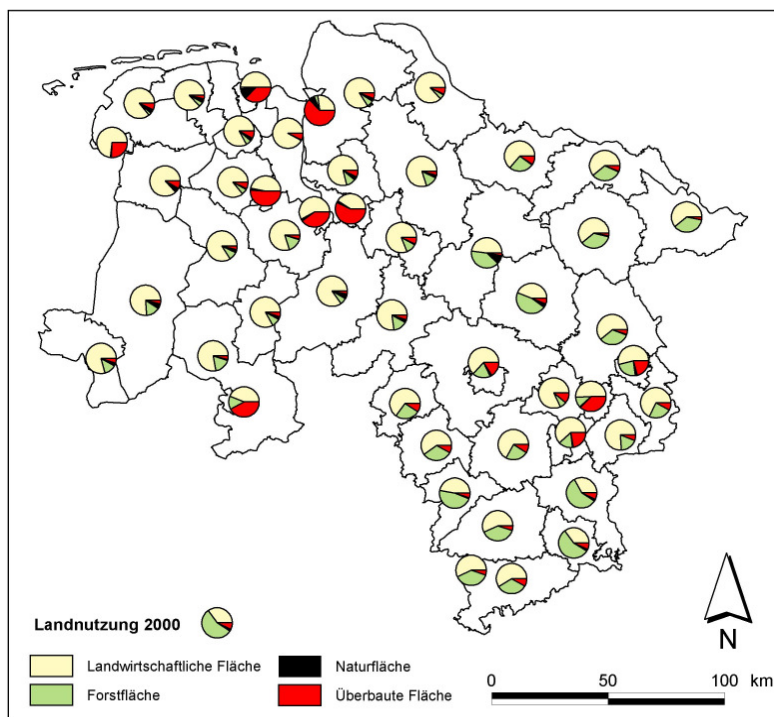 N
Landnutzung 2000
Landwirtschaftliche Fläche
Naturfläche
Forstfläche
Überbaute Fläche
0 50 100 km